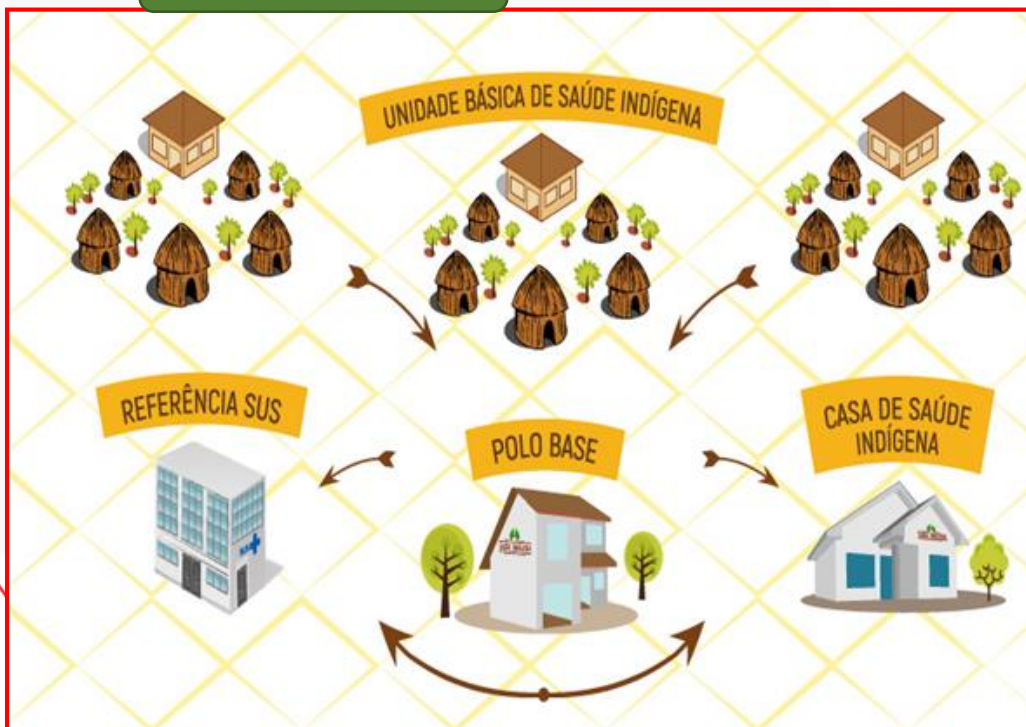 UNIDADE BÁSICA DE SAÚDE INDÍGENA
REFERÊNCIA SUS
POLO BASE
CASA DE SAÚDE
INDÍGENA